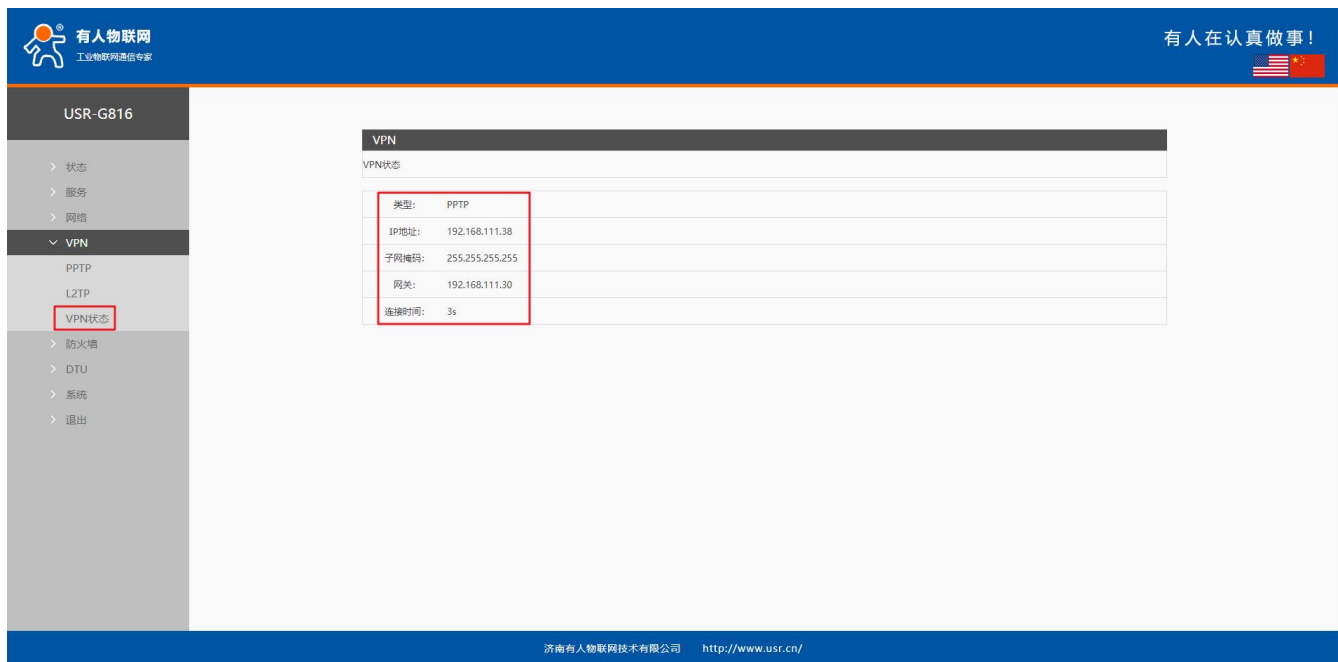 有人物联网
工业物联网通信专家
有人在认真做事！
USR-G816
状态
服务
网络
VPN
PPTP
L2TP
VPN状态
防火墙
DTU
系统
退出
VPN
VPN状态
类型: PPTP
IP地址: 192.168.111.38
子网掩码: 255.255.255.255
网关: 192.168.111.30
连接时间: 3s
济南有人物联网技术有限公司 http://www.usr.cn/